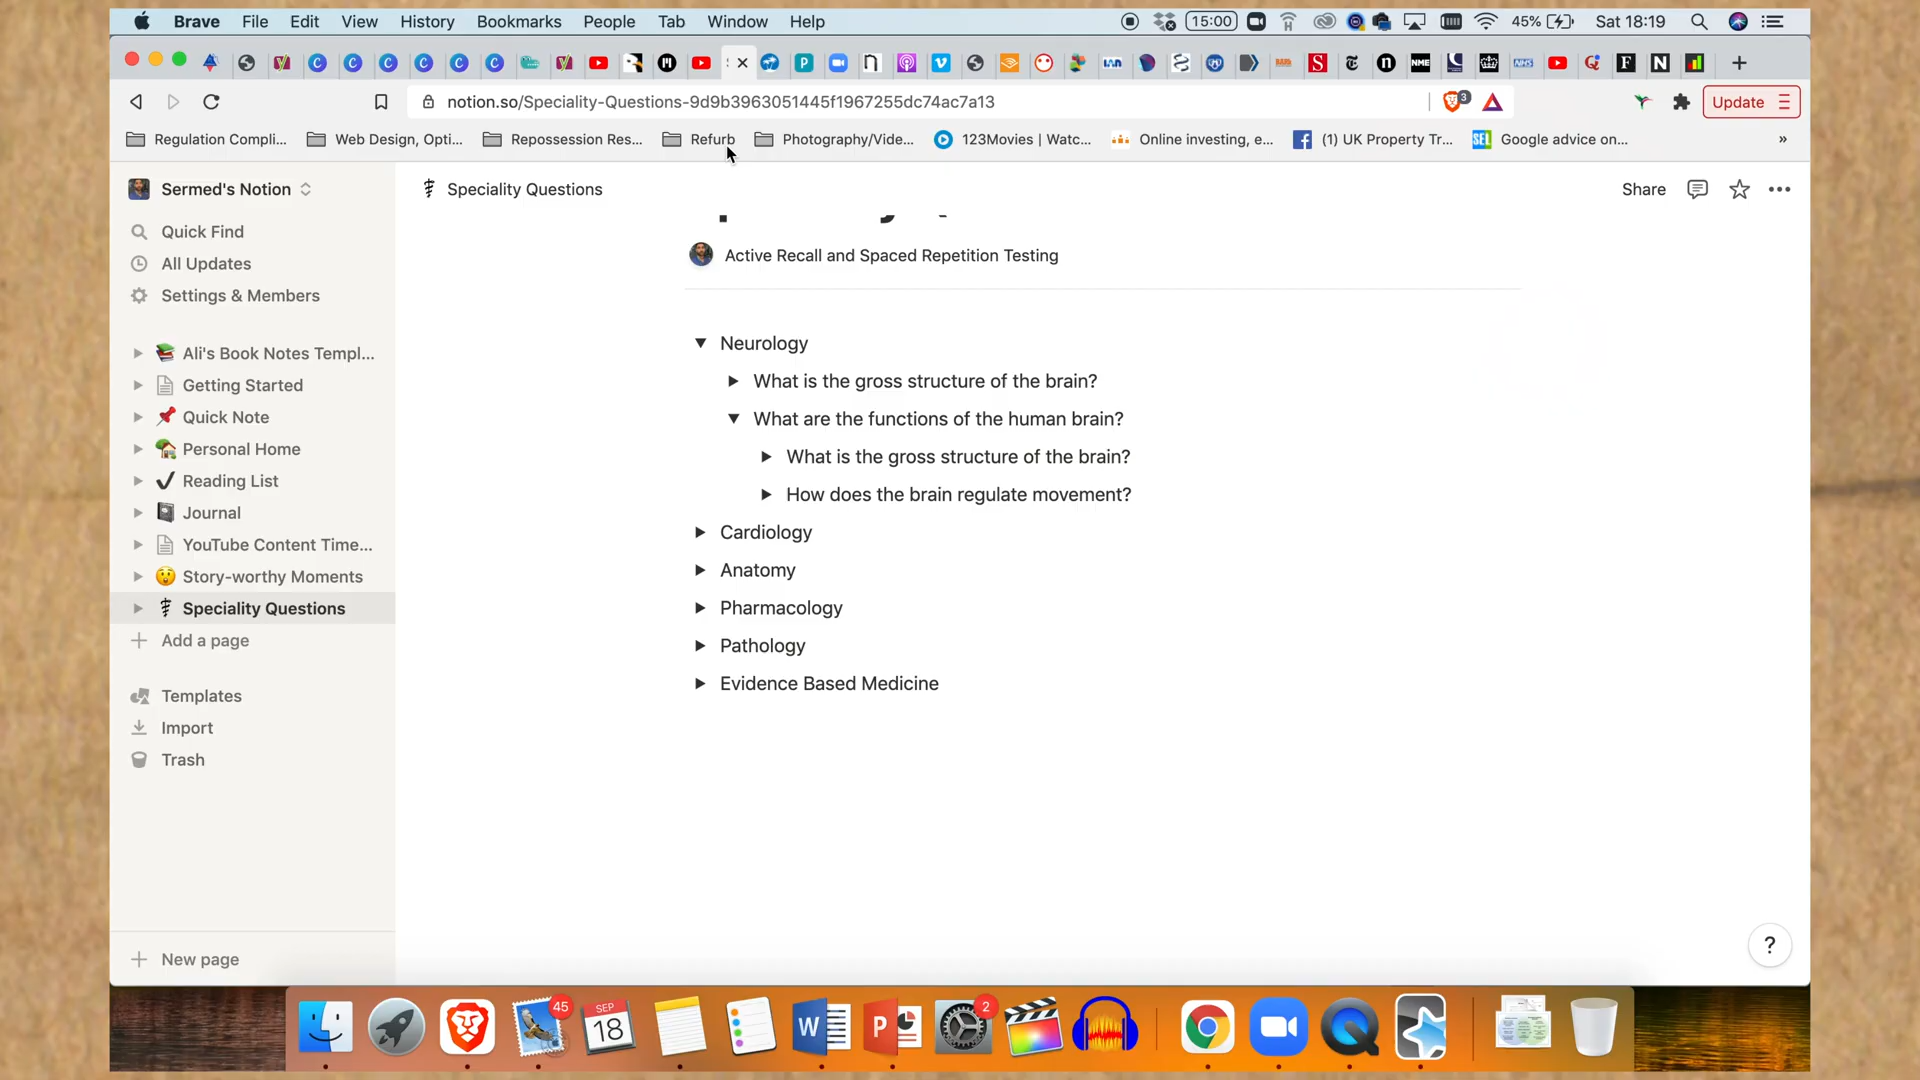 Brave File Edit View History Bookmarks People Tab Window Help 15:00 45% Sat 18:19
notion.so/Speciality-Questions-9d9b3963051445f1967255dc74ac7a13 3 Update
Regulation Compli... Web Design, Opti... Repossession Res... Refurb Photography/Vide... 123Movies | Watc... Online investing, e... (1) UK Property Tr... Google advice on... »
Sermed's Notion
Speciality Questions
Share
Quick Find
All Updates
Settings & Members
Ali's Book Notes Templ...
Getting Started
Quick Note
Personal Home
Reading List
Journal
YouTube Content Time...
Story-worthy Moments
Speciality Questions
Add a page
Templates
Import
Trash
New page
Active Recall and Spaced Repetition Testing
Neurology
What is the gross structure of the brain?
What are the functions of the human brain?
What is the gross structure of the brain?
How does the brain regulate movement?
Cardiology
Anatomy
Pharmacology
Pathology
Evidence Based Medicine
?
45 SEP 18 W P 2